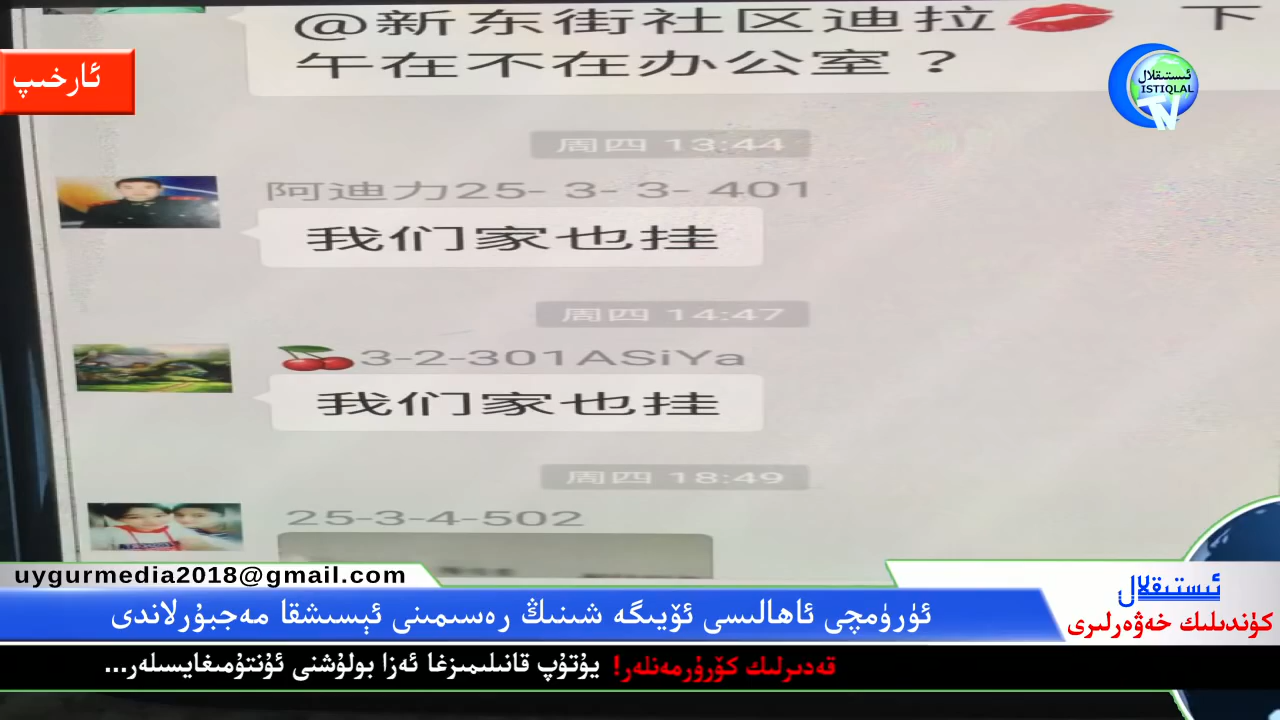 @新东街社区迪拉💋 下
午在不在办公室？
ئارخىپ
ئىستىقلال
ISTIQLAL
TV
周四 13:44
阿迪力25- 3- 3- 401
我们家也挂
周四 14:47
🍒3-2-301ASiYa
我们家也挂
周四 18:49
25-3-4-502
uygurmedia2018@gmail.com
ئىستىقلال
كۈندىلىك خەۋەرلىرى
ئۈرۈمچى ئاھالىسى ئۆيىگە شىنىڭ رەسىمىنى ئېسىشقا مەجبۇرلاندى
قەدىرلىك كۆرۈرمەنلەر! يۇتۇپ قانىلىمىزغا ئەزا بولۇشنى ئۇنتۇمىغايسىلەر...